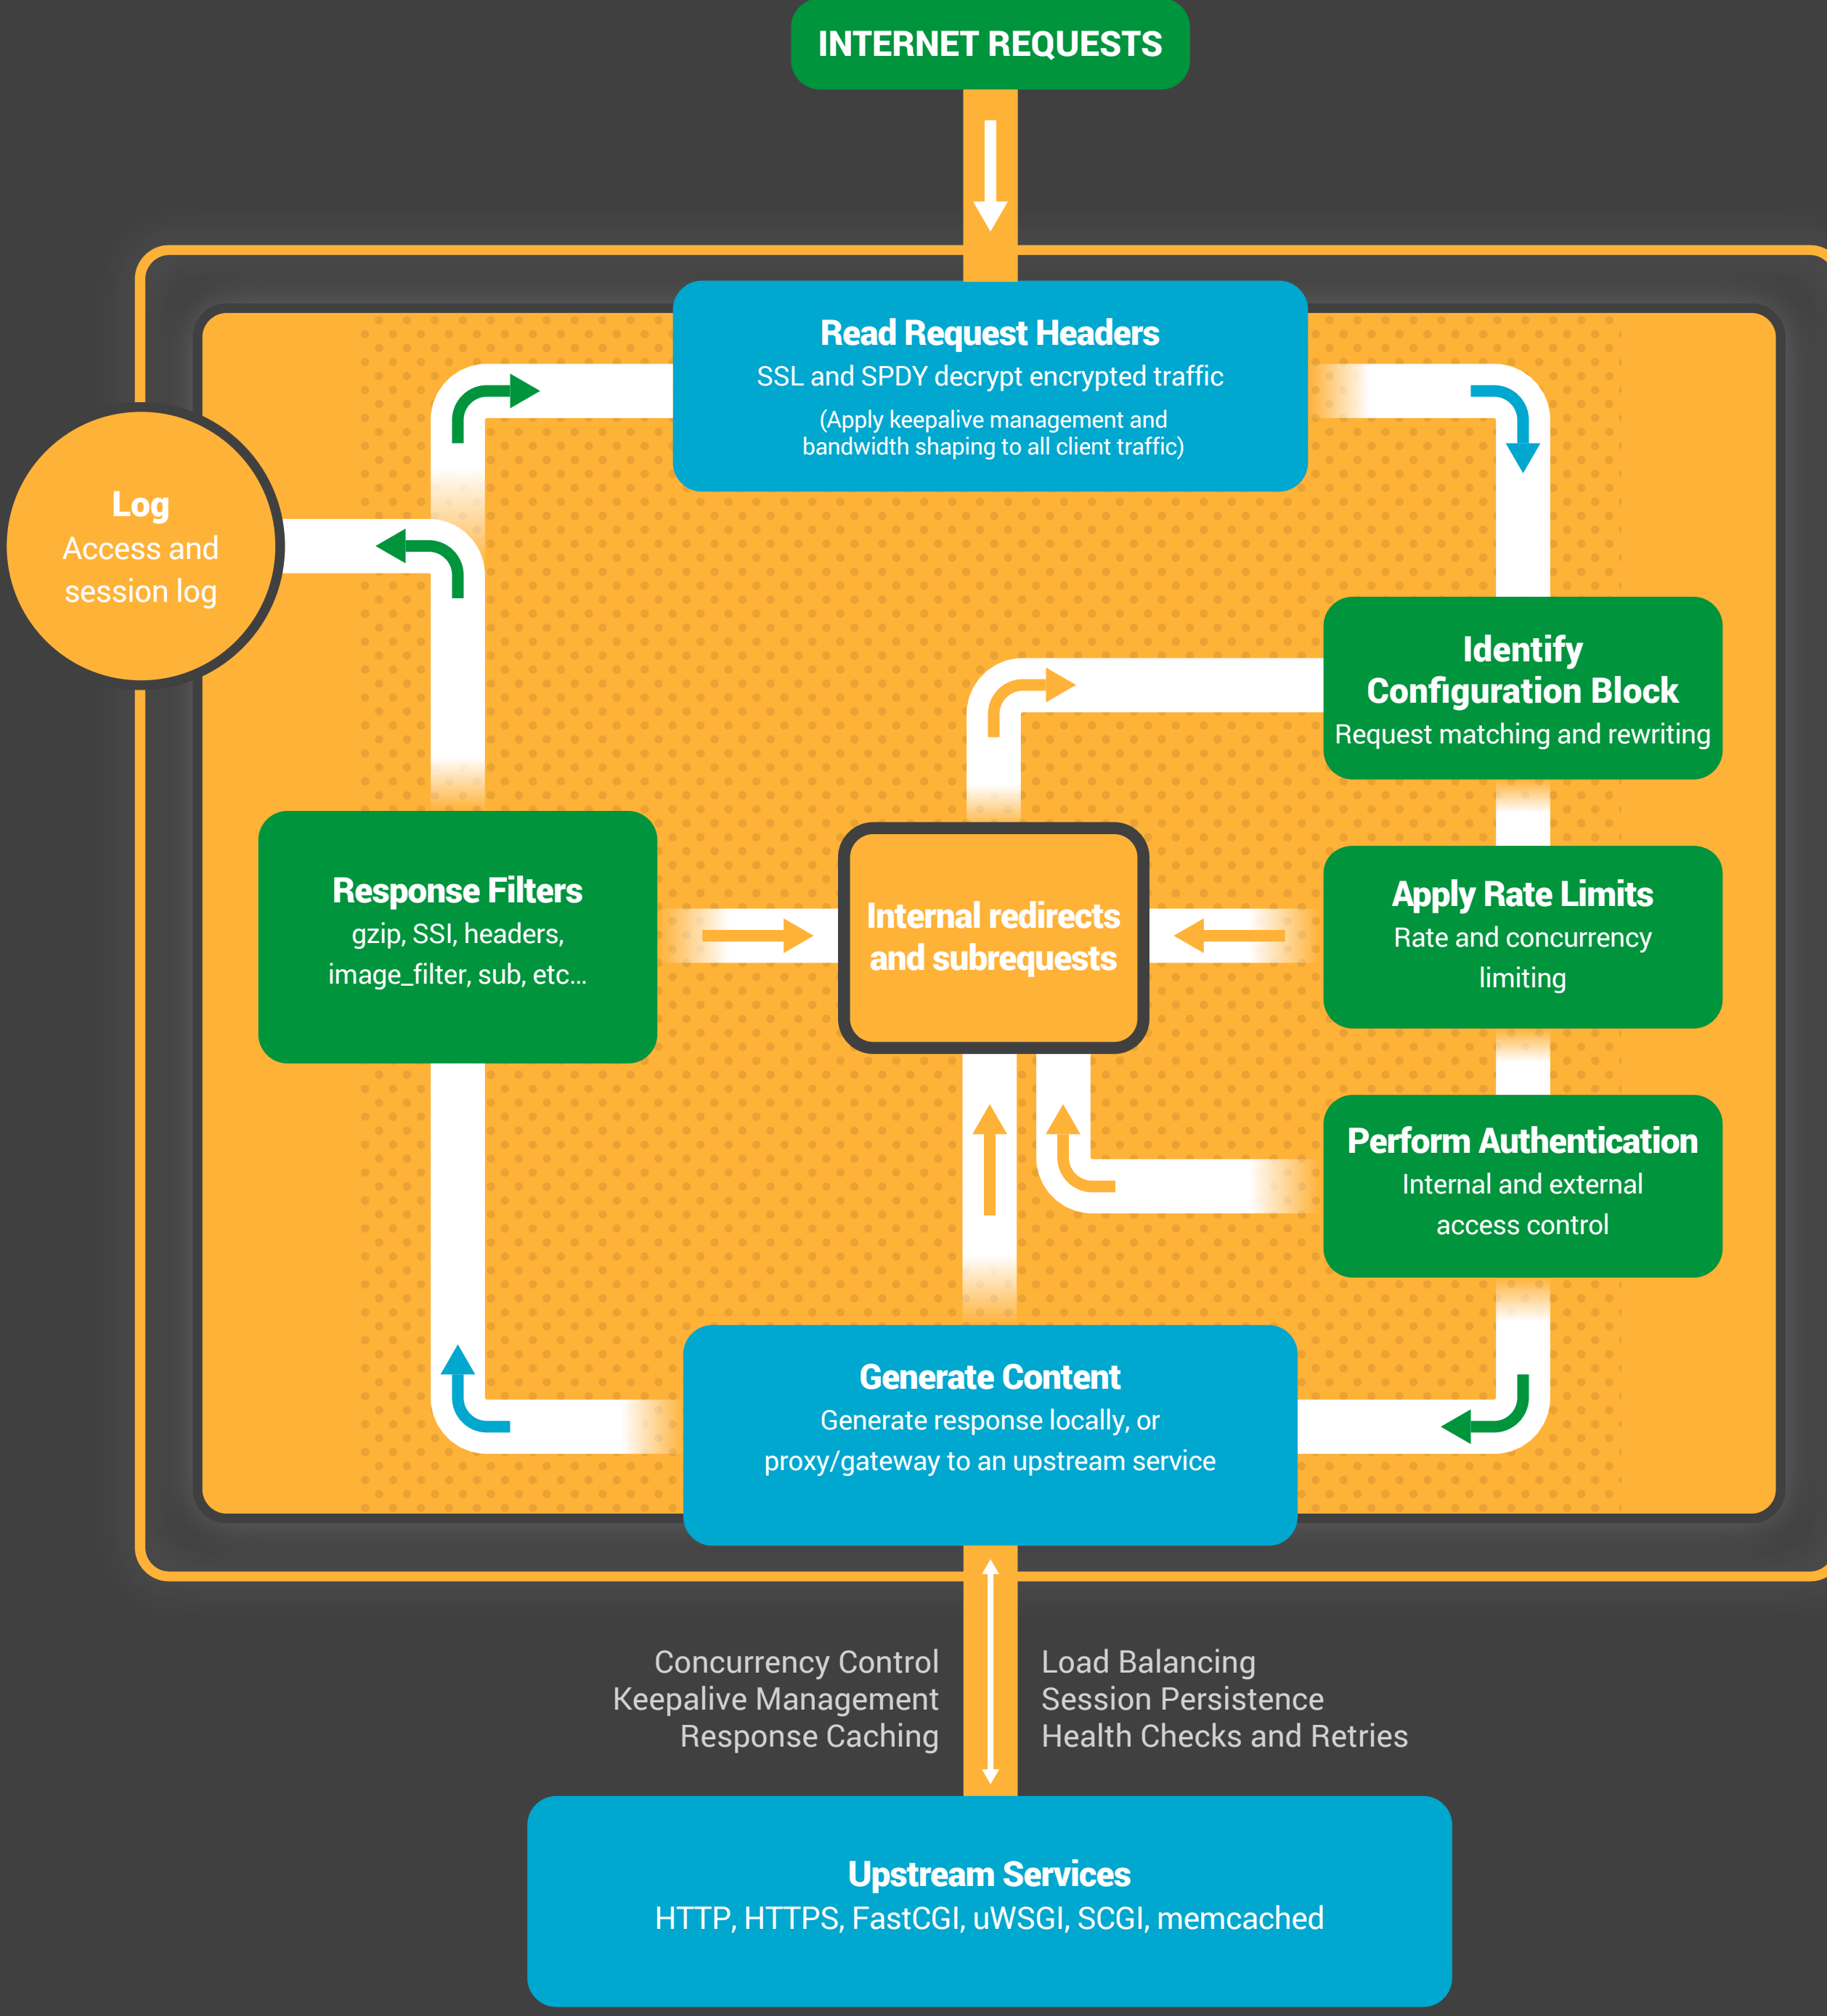 INTERNET REQUESTS
Read Request Headers
SSL and SPDY decrypt encrypted traffic
(Apply keepalive management and
bandwidth shaping to all client traffic)
Log
Access and
session log
Identify
Configuration Block
Request matching and rewriting
Response Filters
gzip, SSI, headers,
image_filter, sub, etc...
Internal redirects
and subrequests
Apply Rate Limits
Rate and concurrency
limiting
Perform Authentication
Internal and external
access control
Generate Content
Generate response locally, or
proxy/gateway to an upstream service
Concurrency Control
Keepalive Management
Response Caching
Load Balancing
Session Persistence
Health Checks and Retries
Upstream Services
HTTP, HTTPS, FastCGI, uWSGI, SCGI, memcached